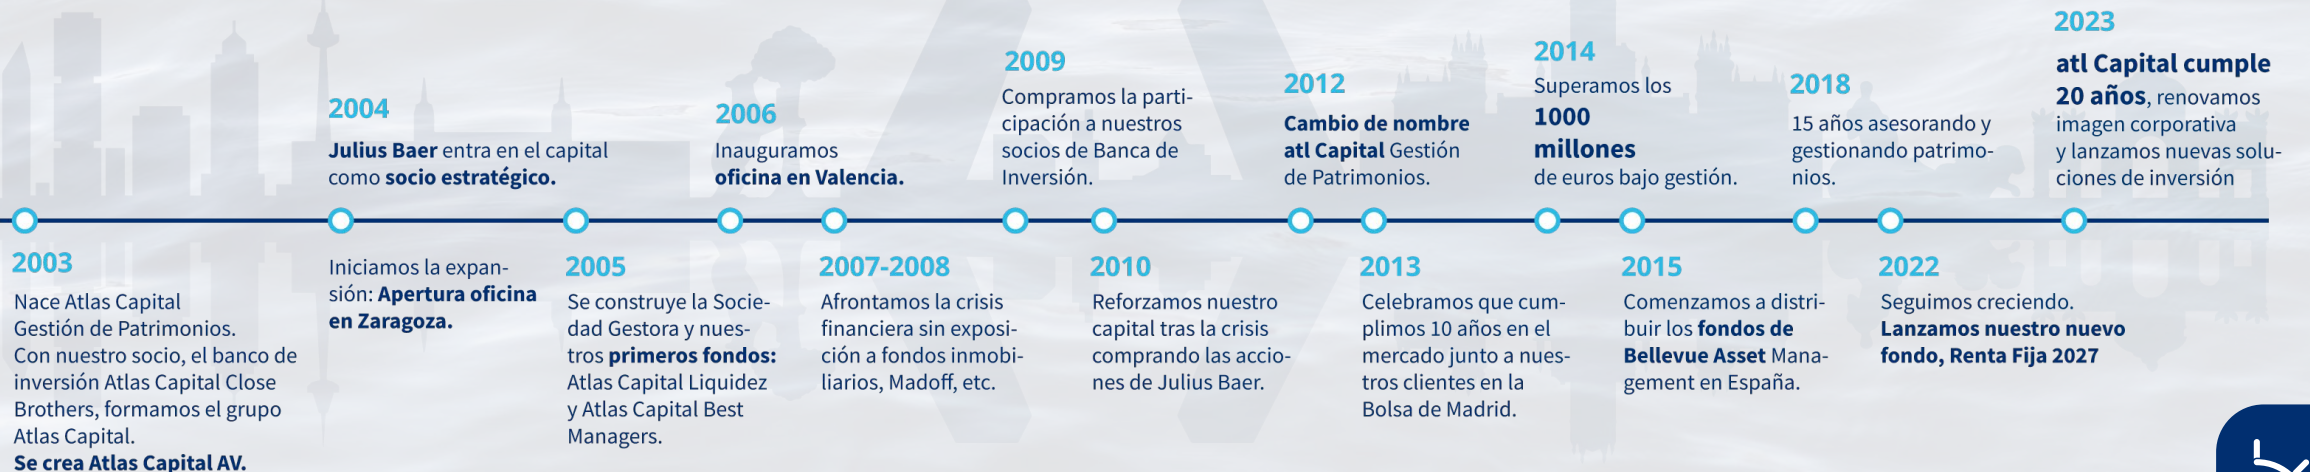 2003
Nace Atlas Capital
Gestión de Patrimonios.
Con nuestro socio, el banco de
inversión Atlas Capital Close
Brothers, formamos el grupo
Atlas Capital.
Se crea Atlas Capital AV.
2004
Julius Baer entra en el capital
como socio estratégico.
Iniciamos la expan-
sión: Apertura oficina
en Zaragoza.
2005
Se construye la Socie-
dad Gestora y nues-
tros primeros fondos:
Atlas Capital Liquidez
y Atlas Capital Best
Managers.
2006
Inauguramos
oficina en Valencia.
2007-2008
Afrontamos la crisis
financiera sin exposi-
ción a fondos inmobi-
liarios, Madoff, etc.
2009
Compramos la parti-
cipación a nuestros
socios de Banca de
Inversión.
2010
Reforzamos nuestro
capital tras la crisis
comprando las accio-
nes de Julius Baer.
2012
Cambio de nombre
atl Capital Gestión
de Patrimonios.
2013
Celebramos que cum-
plimos 10 años en el
mercado junto a nues-
tros clientes en la
Bolsa de Madrid.
2014
Superamos los
1000
millones
de euros bajo gestión.
2015
Comenzamos a distri-
buir los fondos de
Bellevue Asset Mana-
gement en España.
2018
15 años asesorando y
gestionando patrimo-
nios.
2022
Seguimos creciendo.
Lanzamos nuestro nuevo
fondo, Renta Fija 2027
2023
atl Capital cumple
20 años, renovamos
imagen corporativa
y lanzamos nuevas solu-
ciones de inversión